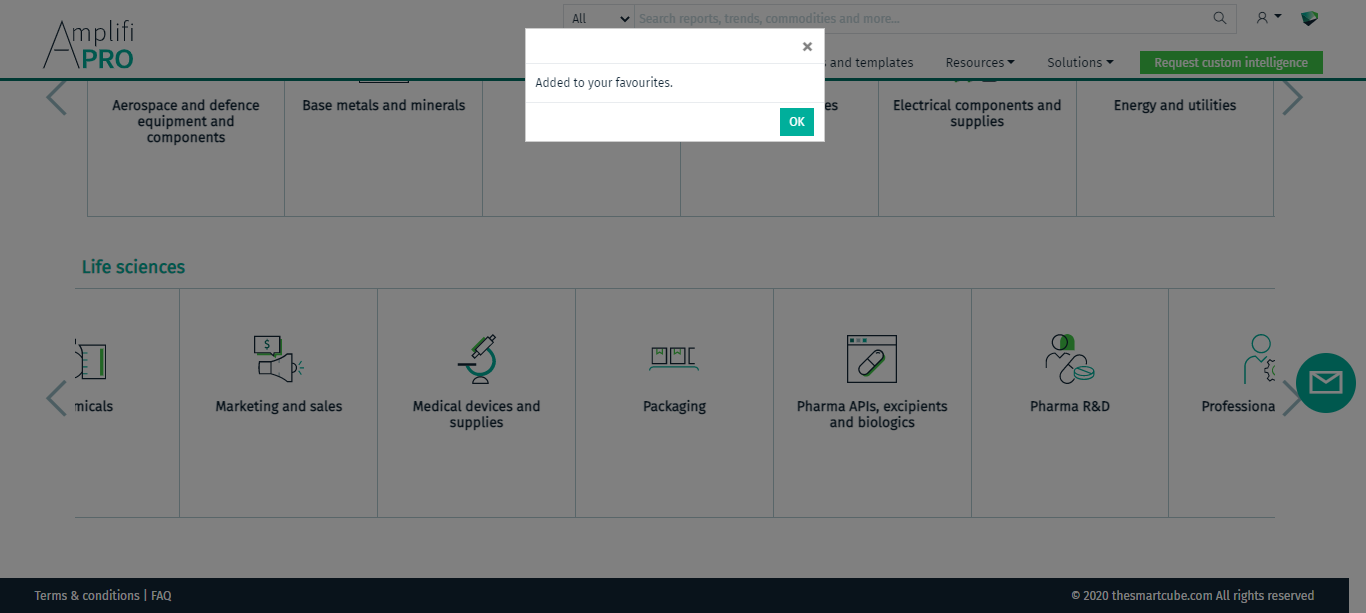 All
Search reports, trends, commodities and more...
Amplifi
PRO
and templates
Resources
Solutions
Request custom intelligence
×
Added to your favourites.
OK
Aerospace and defence
equipment and
components
Base metals and minerals
Electrical components and
supplies
Energy and utilities
Life sciences
micals
Marketing and sales
Medical devices and
supplies
Packaging
Pharma APIs, excipients
and biologics
Pharma R&D
Professiona
Terms & conditions | FAQ
© 2020 thesmartcube.com All rights reserved